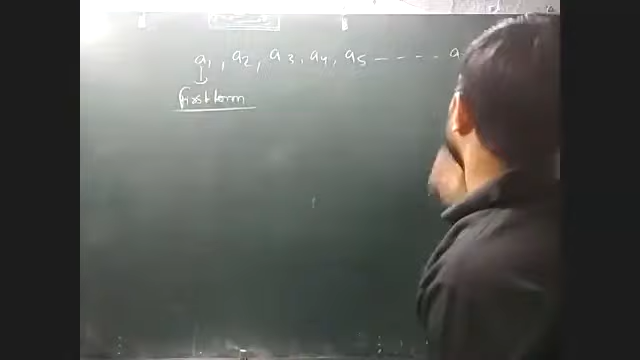 a₁, a₂, a₃, a₄, a₅ - - - - a
First term